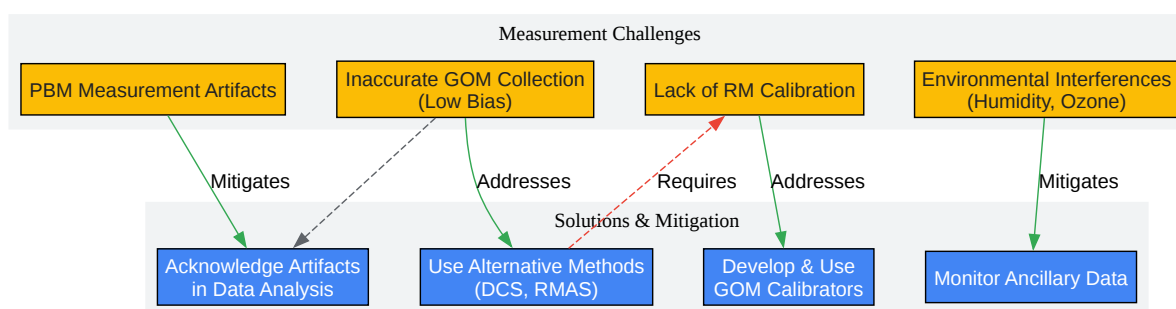 Measurement Challenges
PBM Measurement Artifacts
Inaccurate GOM Collection
(Low Bias)
Lack of RM Calibration
Environmental Interferences
(Humidity, Ozone)
Mitigates
Addresses
Requires
Addresses
Mitigates
Solutions & Mitigation
Acknowledge Artifacts
in Data Analysis
Use Alternative Methods
(DCS, RMAS)
Develop & Use
GOM Calibrators
Monitor Ancillary Data